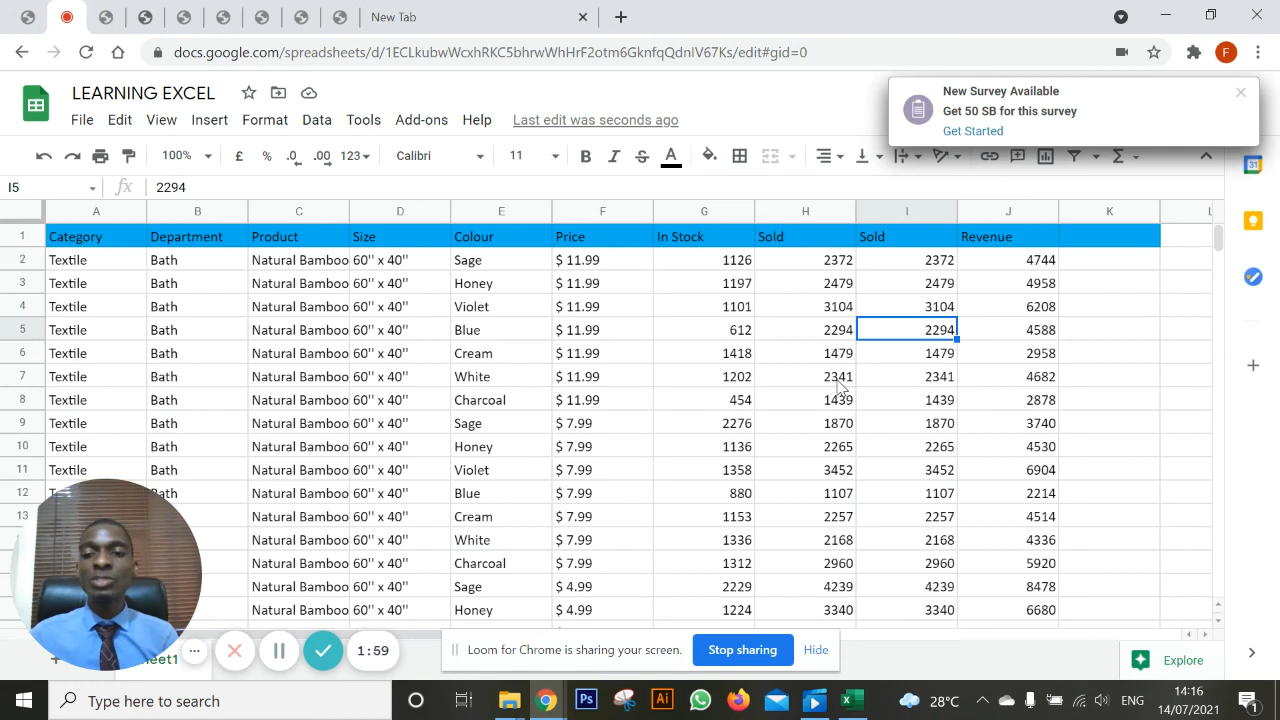 New Tab
docs.google.com/spreadsheets/d/1ECLkubwWcxhRKC5bhrwWhHrF2otm6GknfqQdnIV67Ks/edit#gid=0
F
LEARNING EXCEL
File Edit View Insert Format Data Tools Add-ons Help Last edit was seconds ago
New Survey Available
Get 50 SB for this survey
Get Started
100% £ % .0 .00 123 Calibri 11 B I S A Σ
31
I5 fx 2294
A B C D E F G H I J K L
1 Category Department Product Size Colour Price In Stock Sold Sold Revenue
2 Textile Bath Natural Bamboo 60" x 40" Sage $ 11.99 1126 2372 2372 4744
3 Textile Bath Natural Bamboo 60" x 40" Honey $ 11.99 1197 2479 2479 4958
4 Textile Bath Natural Bamboo 60" x 40" Violet $ 11.99 1101 3104 3104 6208
5 Textile Bath Natural Bamboo 60" x 40" Blue $ 11.99 612 2294 2294 4588
6 Textile Bath Natural Bamboo 60" x 40" Cream $ 11.99 1418 1479 1479 2958
7 Textile Bath Natural Bamboo 60" x 40" White $ 11.99 1202 2341 2341 4682
8 Textile Bath Natural Bamboo 60" x 40" Charcoal $ 11.99 454 1439 1439 2878
9 Textile Bath Natural Bamboo 60" x 40" Sage $ 7.99 2276 1870 1870 3740
10 Textile Bath Natural Bamboo 60" x 40" Honey $ 7.99 1136 2265 2265 4530
11 Textile Bath Natural Bamboo 60" x 40" Violet $ 7.99 1358 3452 3452 6904
12 Textile Bath Natural Bamboo 60" x 40" Blue $ 7.99 880 1107 1107 2214
13 Natural Bamboo 60" x 40" Cream $ 7.99 1153 2257 2257 4514
Natural Bamboo 60" x 40" White $ 7.99 1336 2168 2168 4336
Natural Bamboo 60" x 40" Charcoal $ 7.99 1312 2960 2960 5920
Natural Bamboo 60" x 40" Sage $ 4.99 2229 4239 4239 8478
Natural Bamboo 60" x 40" Honey $ 4.99 1224 3340 3340 6680
1:59
Loom for Chrome is sharing your screen. Stop sharing Hide
eet1
Explore
Type here to search
Ps Ai
28°C ENG
14:16
14/07/2021
1